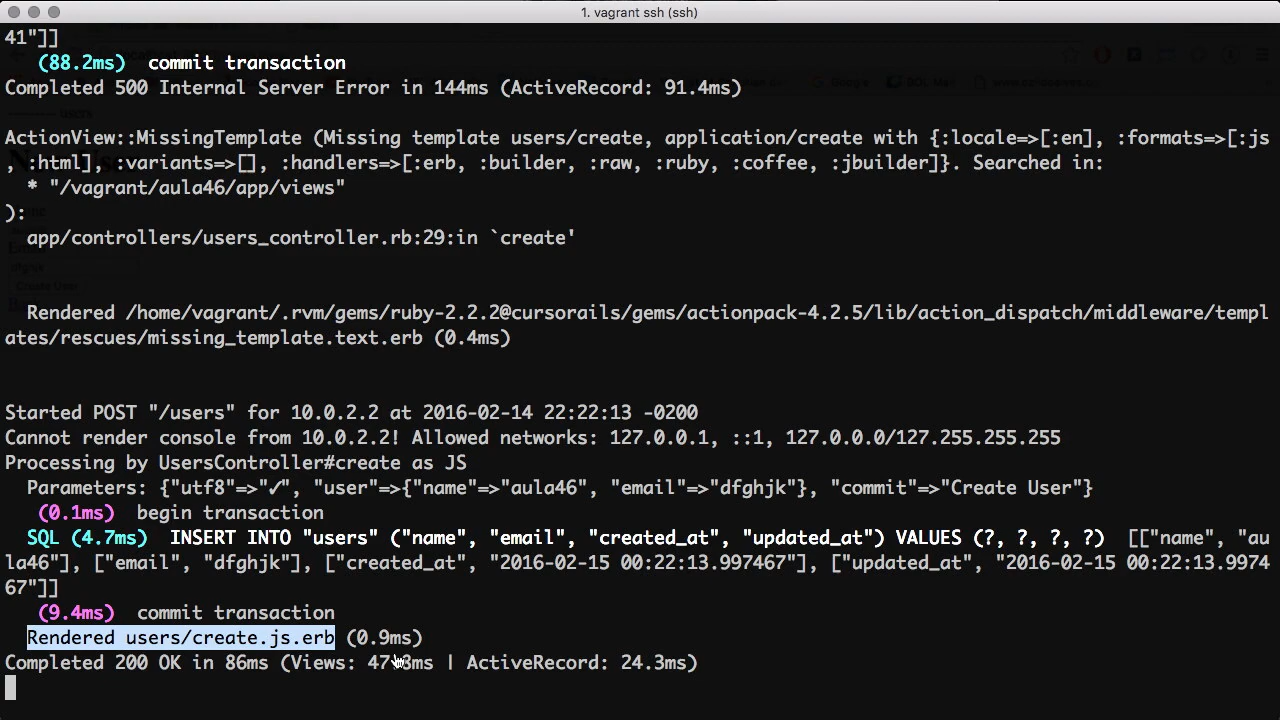 1. vagrant ssh (ssh)
41"]]
(88.2ms)  commit transaction
Completed 500 Internal Server Error in 144ms (ActiveRecord: 91.4ms)
ActionView::MissingTemplate (Missing template users/create, application/create with {:locale=>[:en], :formats=>[:js
, :html], :variants=>[], :handlers=>[:erb, :builder, :raw, :ruby, :coffee, :jbuilder]}. Searched in:
* "/vagrant/aula46/app/views"
):
app/controllers/users_controller.rb:29:in `create'
Rendered /home/vagrant/.rvm/gems/ruby-2.2.2@cursorails/gems/actionpack-4.2.5/lib/action_dispatch/middleware/templ
ates/rescues/missing_template.text.erb (0.4ms)
Started POST "/users" for 10.0.2.2 at 2016-02-14 22:22:13 -0200
Cannot render console from 10.0.2.2! Allowed networks: 127.0.0.1, ::1, 127.0.0.0/127.255.255.255
Processing by UsersController#create as JS
Parameters: {"utf8"=>"✓", "user"=>{"name"=>"aula46", "email"=>"dfghjk"}, "commit"=>"Create User"}
(0.1ms)  begin transaction
SQL (4.7ms)  INSERT INTO "users" ("name", "email", "created_at", "updated_at") VALUES (?, ?, ?, ?)  [["name", "au
la46"], ["email", "dfghjk"], ["created_at", "2016-02-15 00:22:13.997467"], ["updated_at", "2016-02-15 00:22:13.9974
67"]]
(9.4ms)  commit transaction
Rendered users/create.js.erb (0.9ms)
Completed 200 OK in 86ms (Views: | ActiveRecord: 24.3ms)